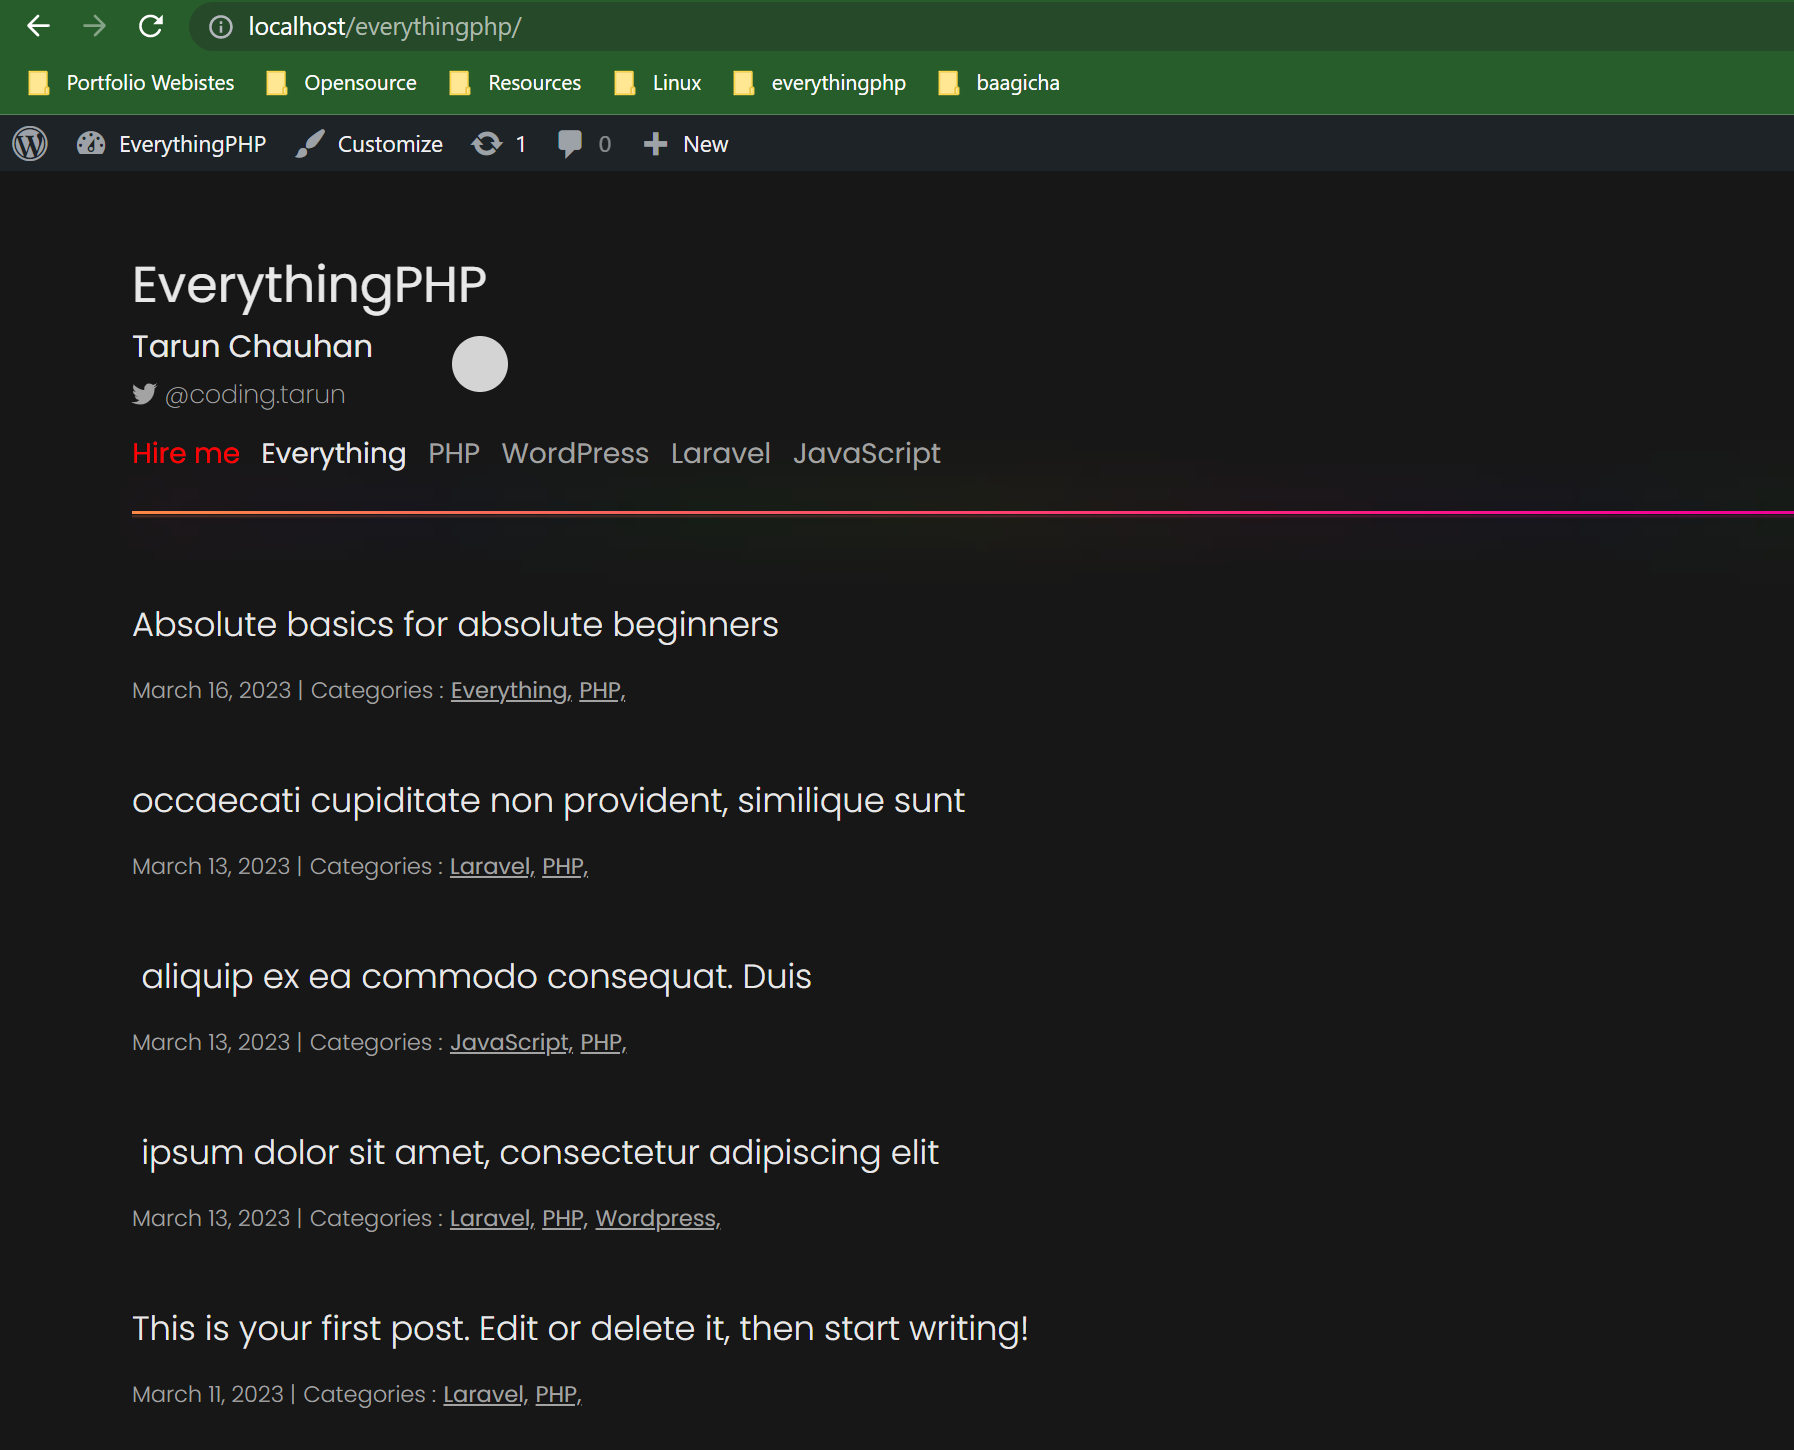 localhost/everythingphp/
Portfolio Webistes Opensource Resources Linux everythingphp baagicha
EverythingPHP Customize 1 0 New
EverythingPHP
Tarun Chauhan
@coding.tarun
Hire me Everything PHP WordPress Laravel JavaScript
Absolute basics for absolute beginners
March 16, 2023 | Categories : Everything, PHP,
occaecati cupiditate non provident, similique sunt
March 13, 2023 | Categories : Laravel, PHP,
aliquip ex ea commodo consequat. Duis
March 13, 2023 | Categories : JavaScript, PHP,
ipsum dolor sit amet, consectetur adipiscing elit
March 13, 2023 | Categories : Laravel, PHP, Wordpress,
This is your first post. Edit or delete it, then start writing!
March 11, 2023 | Categories : Laravel, PHP,